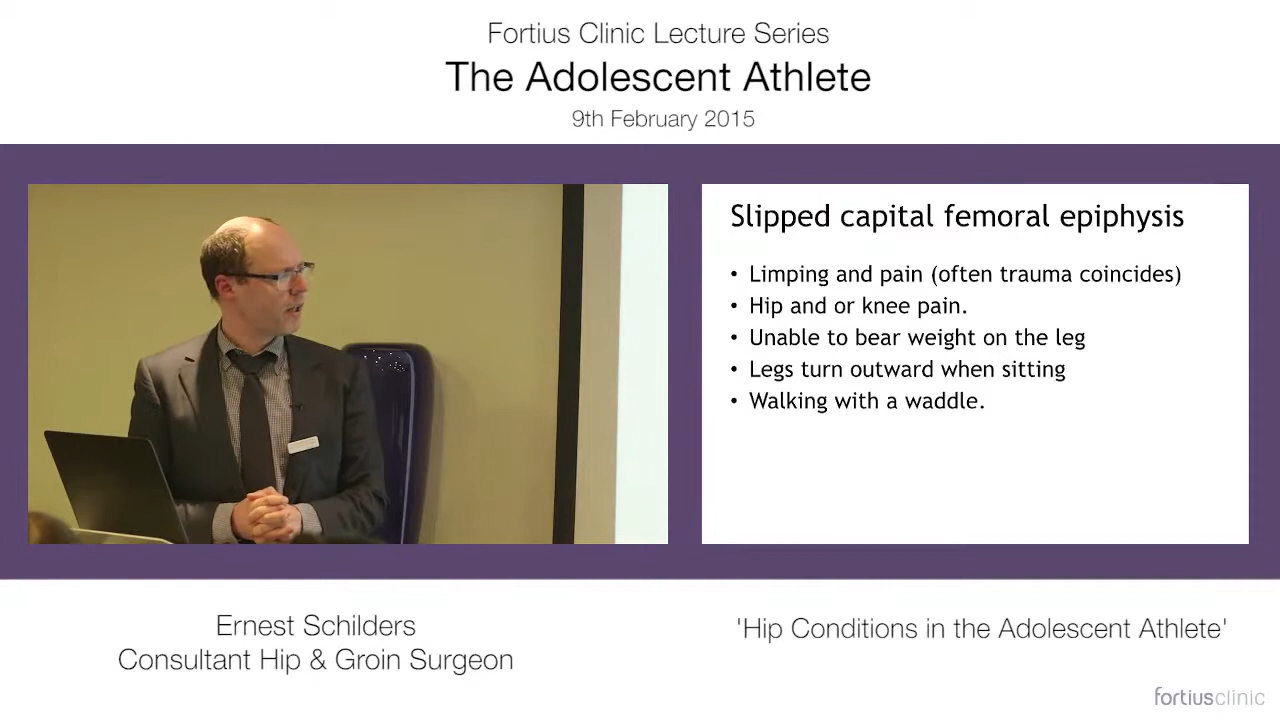 Fortius Clinic Lecture Series
The Adolescent Athlete
9th February 2015
Slipped capital femoral epiphysis
• Limping and pain (often trauma coincides)
• Hip and or knee pain.
• Unable to bear weight on the leg
• Legs turn outward when sitting
• Walking with a waddle.
Ernest Schilders
Consultant Hip & Groin Surgeon
'Hip Conditions in the Adolescent Athlete'
fortiusclinic